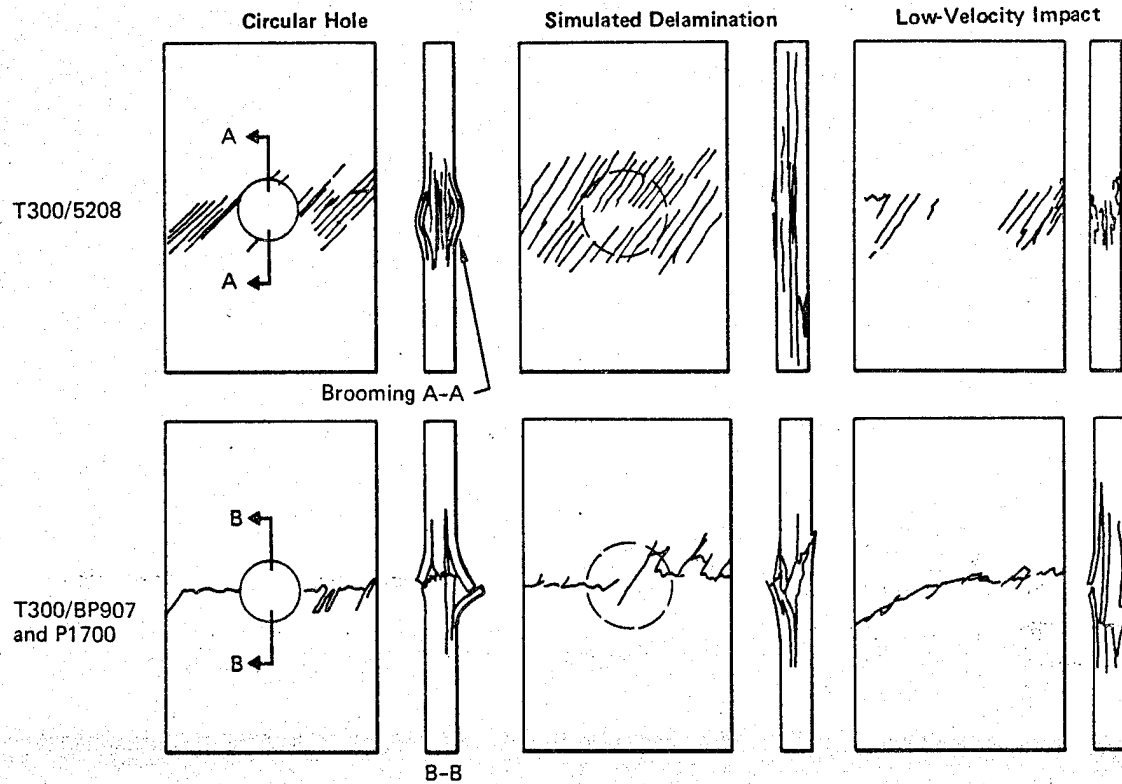 Circular Hole
Simulated Delamination
Low-Velocity Impact
T300/5208
A
A
Brooming A-A
T300/BP907
and P1700
B
B
B-B